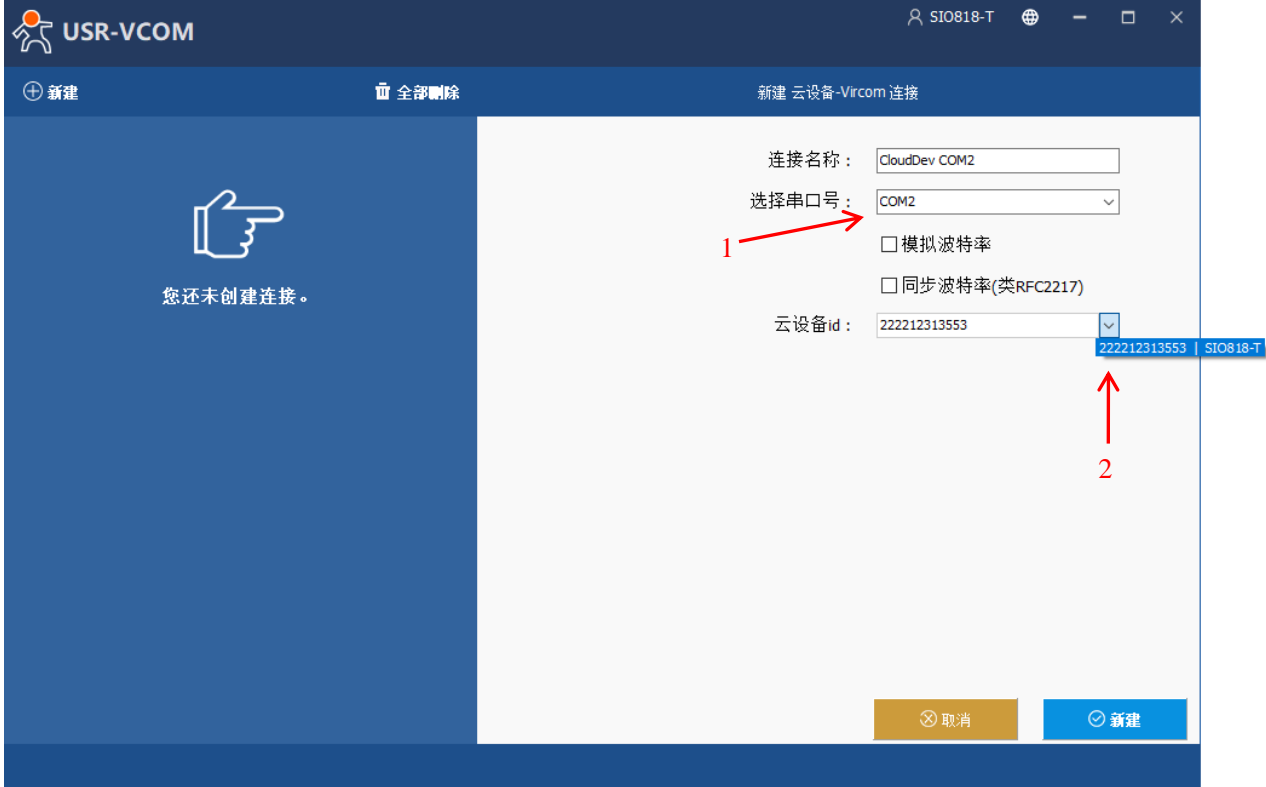 USR-VCOM
SIO818-T
新建
全部删除
新建 云设备-Vircom 连接
连接名称：
CloudDev COM2
选择串口号：
COM2
1
模拟波特率
同步波特率(类RFC2217)
您还未创建连接。
云设备id：
222212313553
222212313553 | SIO818-T
2
取消
新建